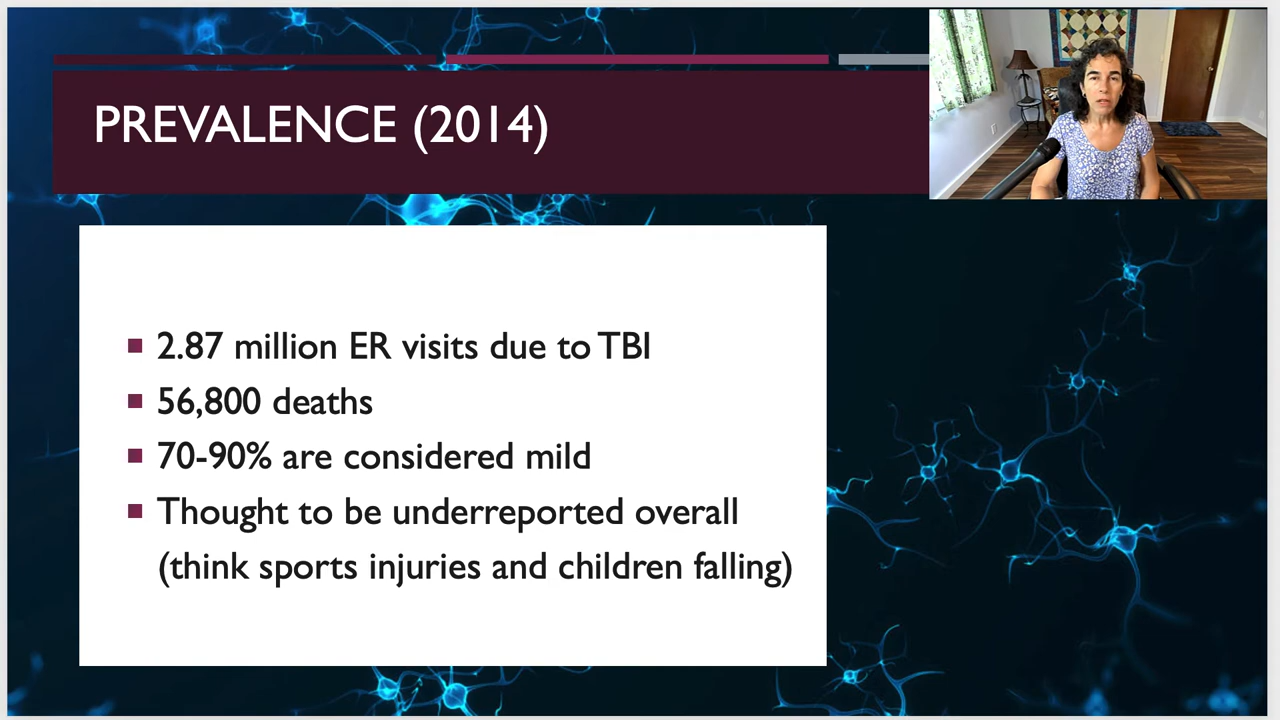 PREVALENCE (2014)
2.87 million ER visits due to TBI
56,800 deaths
70-90% are considered mild
Thought to be underreported overall
(think sports injuries and children falling)